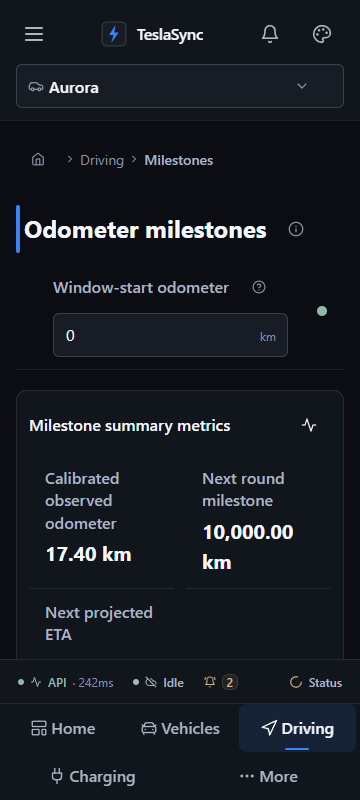 TeslaSync
Aurora
Driving
Milestones
Odometer milestones
Window-start odometer
0
km
Milestone summary metrics
Calibrated
observed
odometer
17.40 km
Next round
milestone
10,000.00
km
Next projected
ETA
API · 242ms
Idle
2
Status
Home
Vehicles
Driving
Charging
More